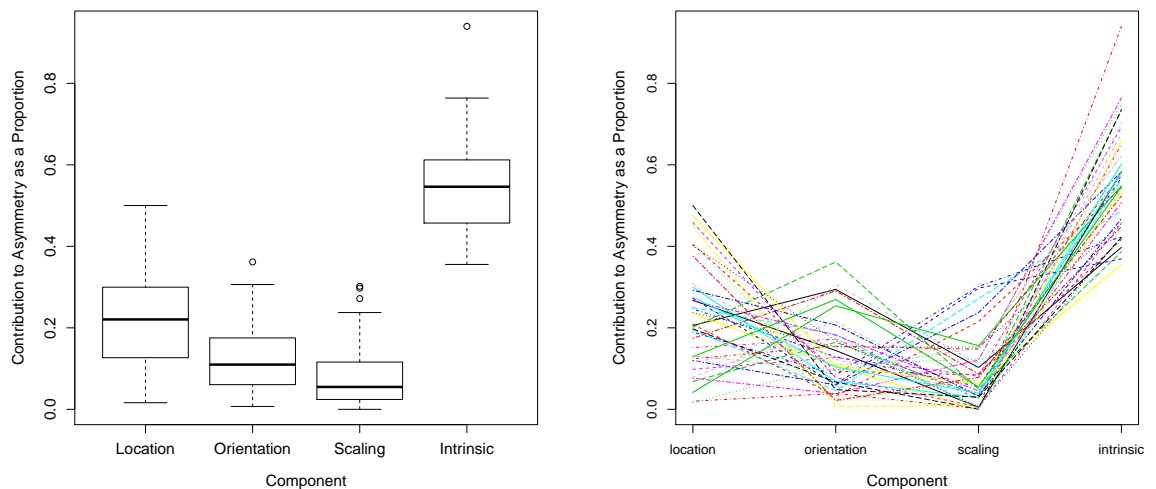 Contribution to Asymmetry as a Proportion
0.8
0.6
0.4
0.2
0.0
Location Orientation Scaling Intrinsic
Component
Contribution to Asymmetry as a Proportion
0.8
0.6
0.4
0.2
0.0
location orientation scaling intrinsic
Component